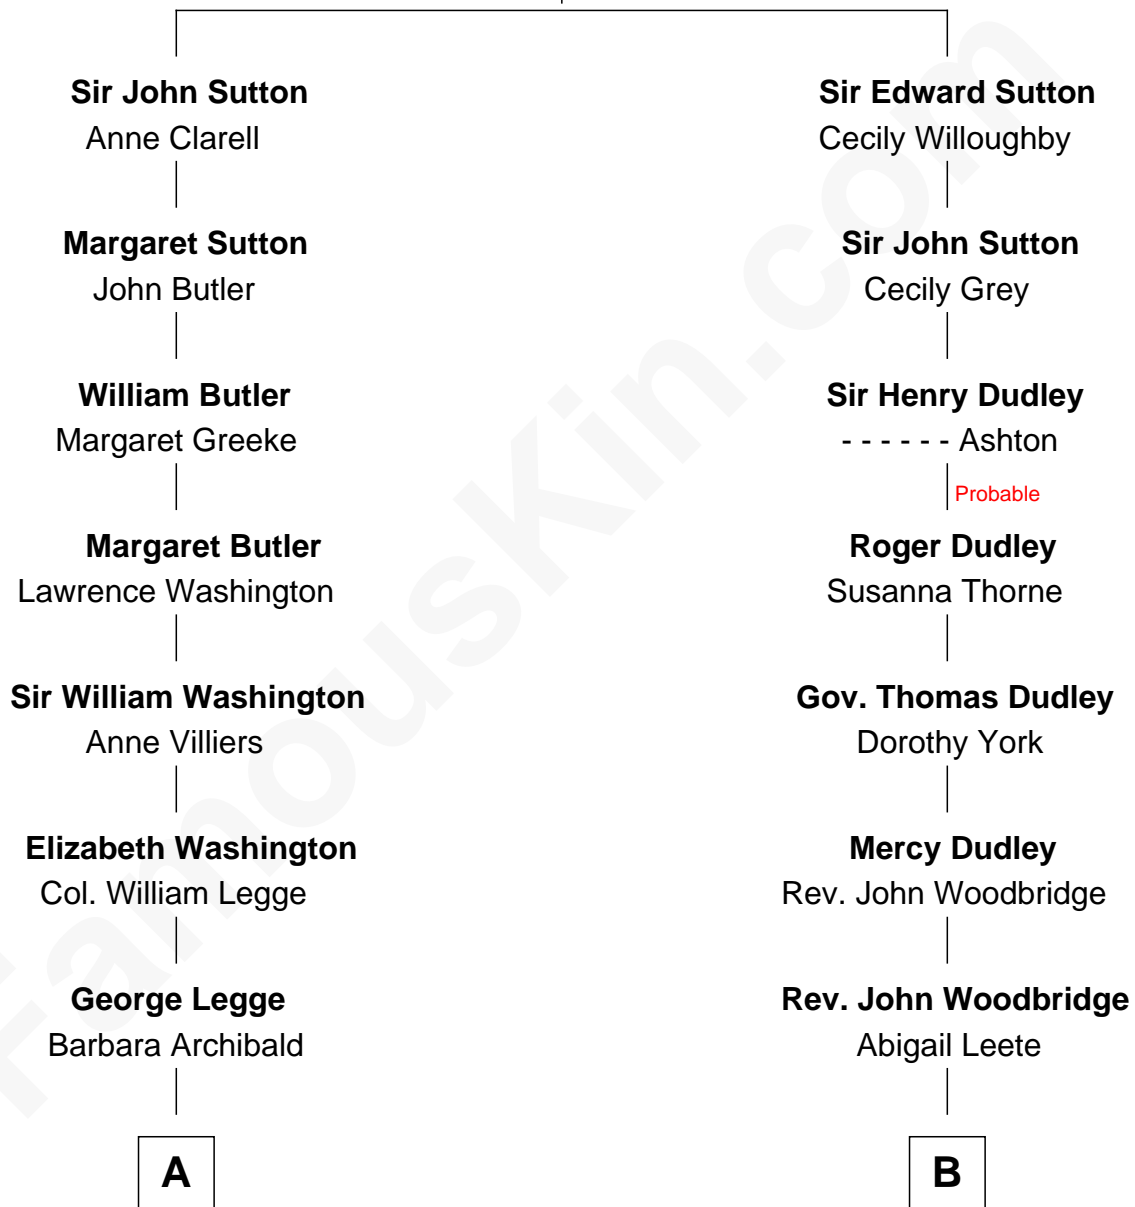 Sir John Sutton
Anne Clarell
Margaret Sutton
John Butler
William Butler
Margaret Greeke
Margaret Butler
Lawrence Washington
Sir William Washington
Anne Villiers
Elizabeth Washington
Col. William Legge
George Legge
Barbara Archibald
A
Sir Edward Sutton
Cecily Willoughby
Sir John Sutton
Cecily Grey
Sir Henry Dudley
- - - - - - Ashton
Probable
Roger Dudley
Susanna Thorne
Gov. Thomas Dudley
Dorothy York
Mercy Dudley
Rev. John Woodbridge
Rev. John Woodbridge
Abigail Leete
B
FamousKin.com